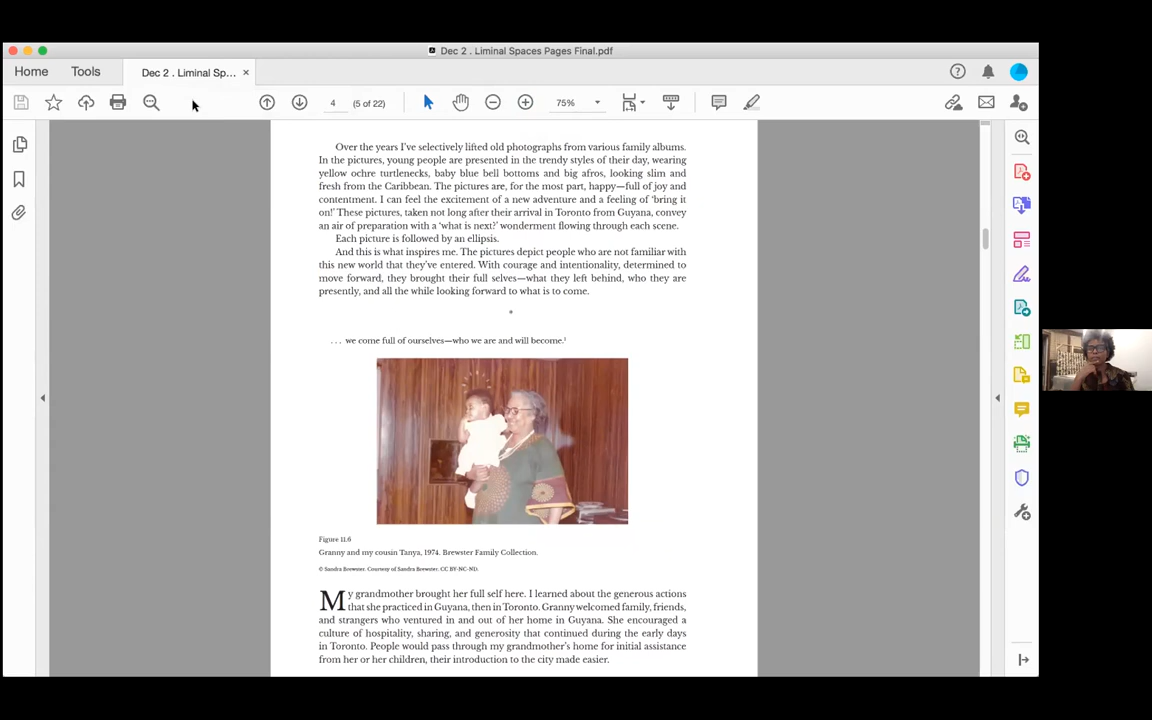 Dec 2 . Liminal Spaces Pages Final.pdf
Home
Tools
Dec 2 . Liminal Sp... ×
4
(5 of 22)
75%
Over the years I've selectively lifted old photographs from various family albums.
In the pictures, young people are presented in the trendy styles of their day, wearing
yellow ochre turtlenecks, baby blue bell bottoms and big afros, looking slim and
fresh from the Caribbean. The pictures are, for the most part, happy—full of joy and
contentment. I can feel the excitement of a new adventure and a feeling of 'bring it
on!' These pictures, taken not long after their arrival in Toronto from Guyana, convey
an air of preparation with a 'what is next?' wonderment flowing through each scene.
Each picture is followed by an ellipsis.
And this is what inspires me. The pictures depict people who are not familiar with
this new world that they've entered. With courage and intentionality, determined to
move forward, they brought their full selves—what they left behind, who they are
presently, and all the while looking forward to what is to come.
*
. . . we come full of ourselves—who we are and will become.¹
Figure 11.6
Granny and my cousin Tanya, 1974. Brewster Family Collection.
© Sandra Brewster. Courtesy of Sandra Brewster. CC BY-NC-ND.
My grandmother brought her full self here. I learned about the generous actions
that she practiced in Guyana, then in Toronto. Granny welcomed family, friends,
and strangers who ventured in and out of her home in Guyana. She encouraged a
culture of hospitality, sharing, and generosity that continued during the early days
in Toronto. People would pass through my grandmother's home for initial assistance
from her or her children, their introduction to the city made easier.